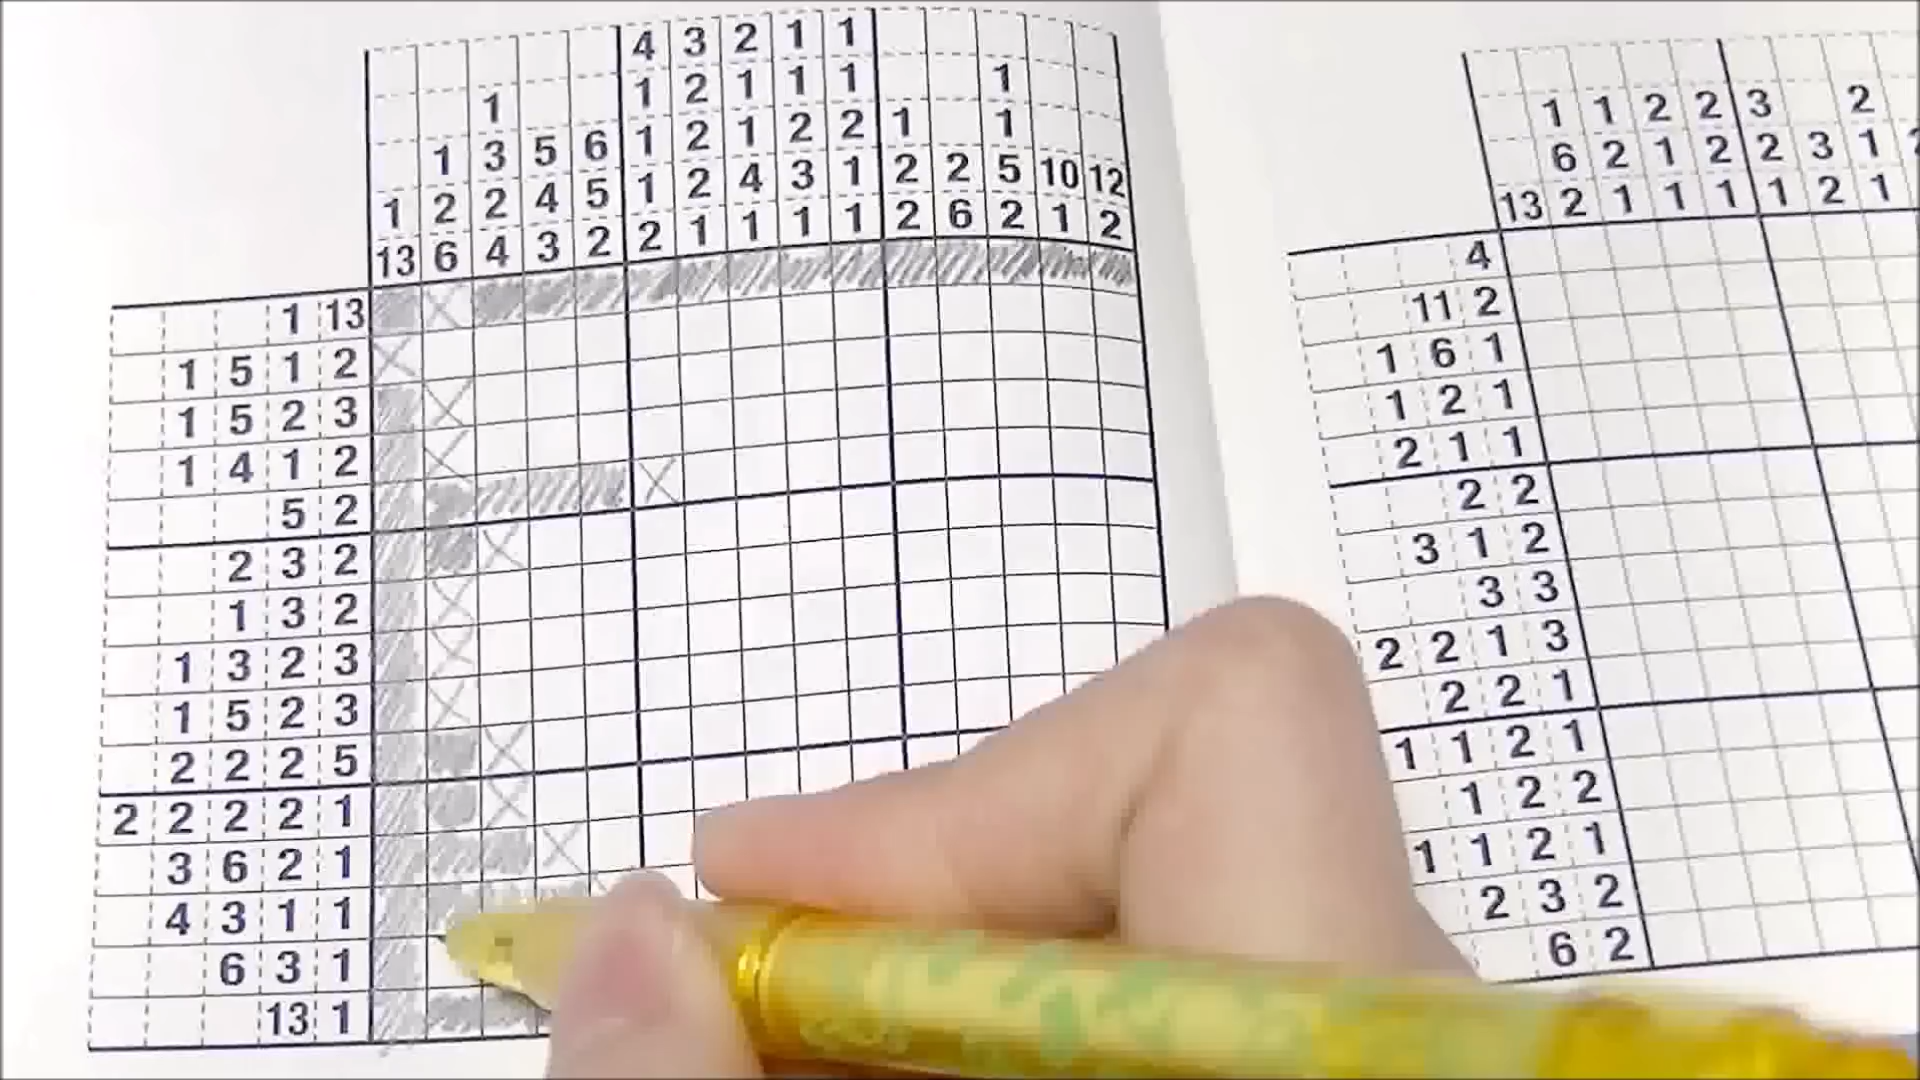 4 3 2 1 1
1 1 2 1 1 1 1
1 3 5 6 1 2 1 2 2 1 1
1 2 2 4 5 1 2 4 3 1 2 2 5 10 12
13 6 4 3 2 2 1 1 1 1 2 6 2 1 2
1 13
1 5 1 2
1 5 2 3
1 4 1 2
5 2
2 3 2
1 3 2
1 3 2 3
1 5 2 3
2 2 2 5
2 2 2 2 1
3 6 2 1
4 3 1 1
6 3 1
13 1
1 1 2 2 3 2
6 2 1 2 2 3 1
13 2 1 1 1 1 2 1
4
11 2
1 6 1
1 2 1
2 1 1
2 2
3 1 2
3 3
2 2 1 3
2 2 1
1 1 2 1
1 2 2
1 1 2 1
2 3 2
6 2